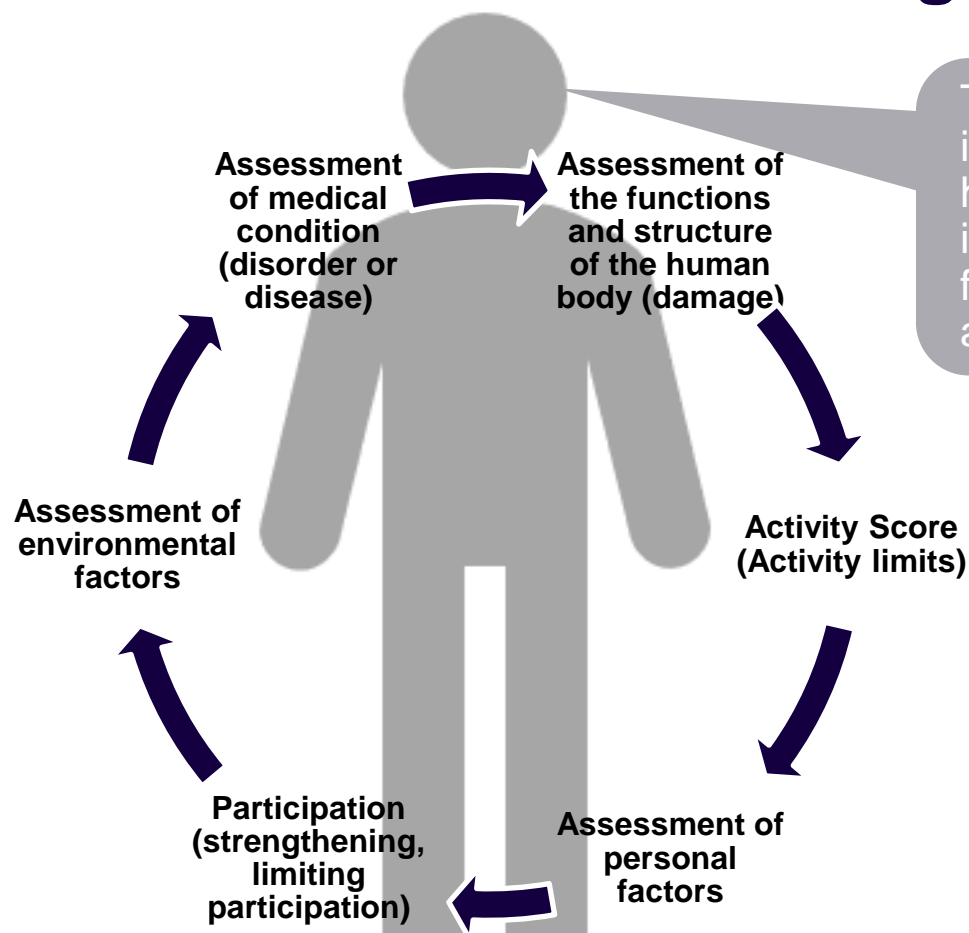 Assessment
of medical
condition
(disorder or
disease)
Assessment of
the functions
and structure
of the human
body (damage)
Activity Score
(Activity limits)
Assessment of
personal
factors
Participation
(strengthening,
limiting
participation)
Assessment of
environmental
factors